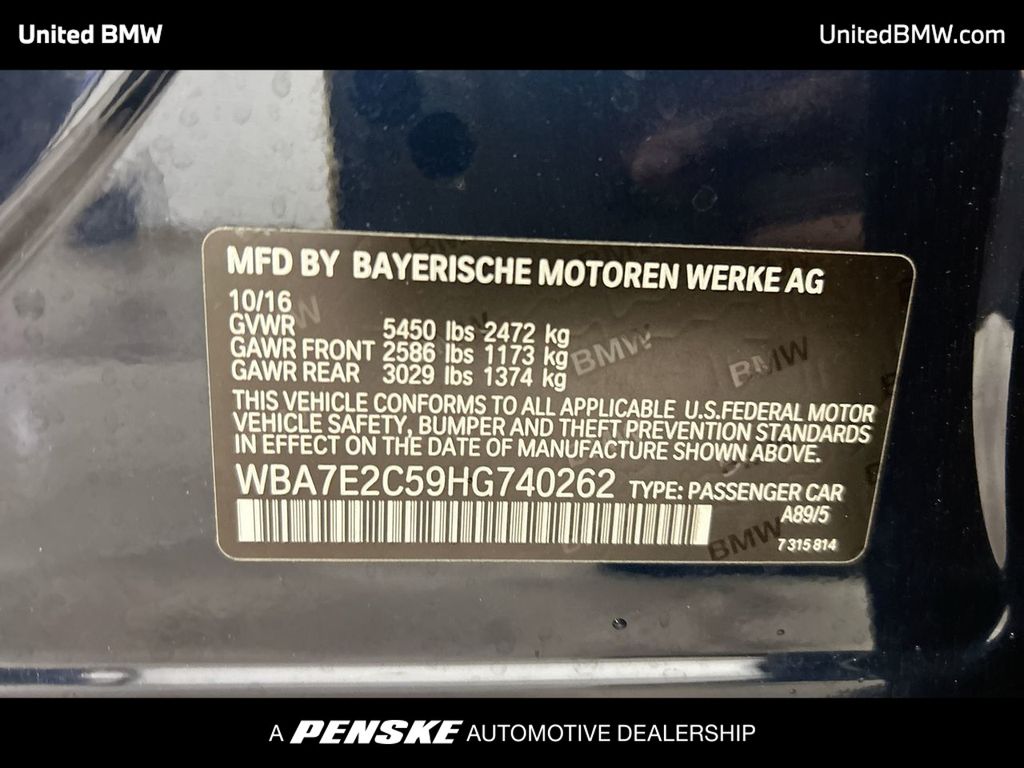 United BMW
UnitedBMW.com
MFD BY BAYERISCHE MOTOREN WERKE AG
10/16
GVWR 5450 lbs 2472 kg
GAWR FRONT 2586 lbs 1173 kg
GAWR REAR 3029 lbs 1374 kg
THIS VEHICLE CONFORMS TO ALL APPLICABLE U.S.FEDERAL MOTOR
VEHICLE SAFETY, BUMPER AND THEFT PREVENTION STANDARDS
IN EFFECT ON THE DATE OF MANUFACTURE SHOWN ABOVE.
WBA7E2C59HG740262 TYPE: PASSENGER CAR
A89/5
7 315 814
BMW
BMW
BMW
A PENSKE AUTOMOTIVE DEALERSHIP